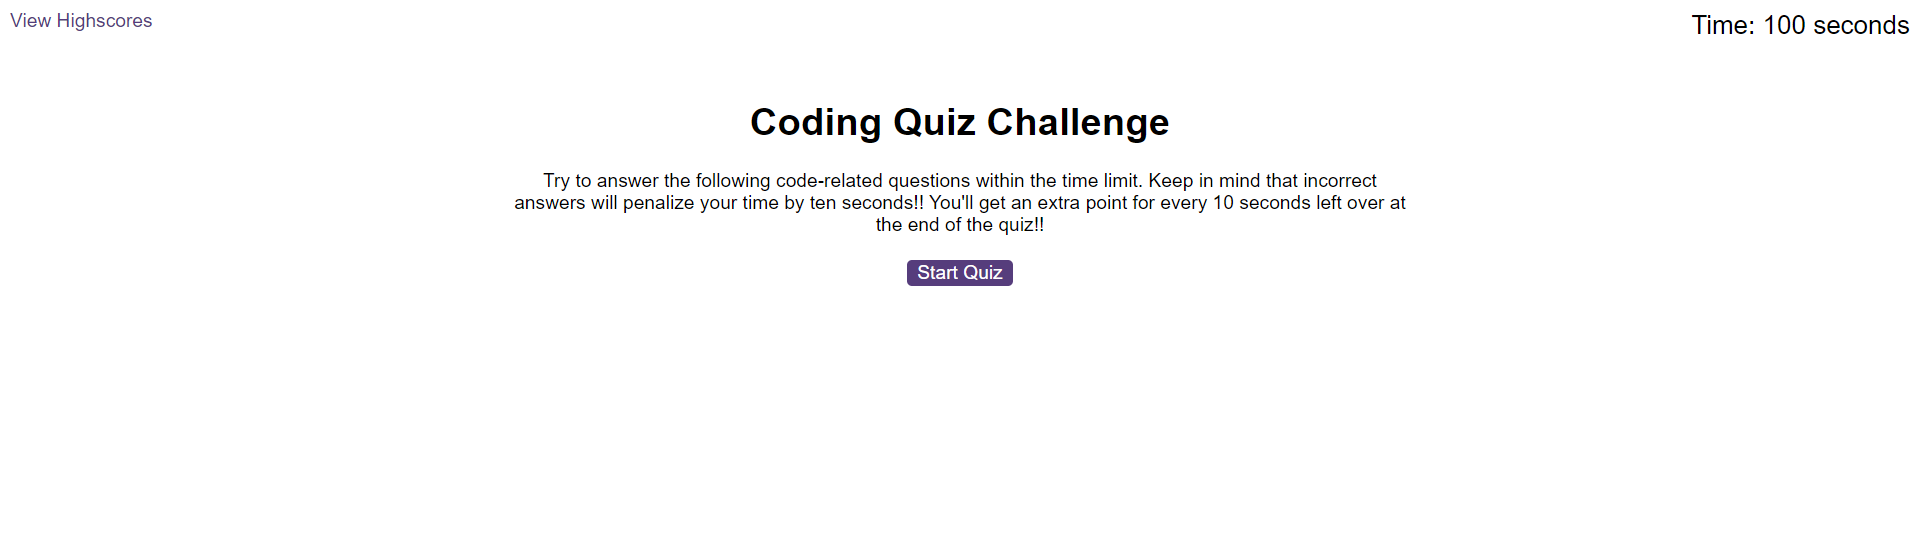 View Highscores
Time: 100 seconds
Coding Quiz Challenge
Try to answer the following code-related questions within the time limit. Keep in mind that incorrect
answers will penalize your time by ten seconds!! You'll get an extra point for every 10 seconds left over at
the end of the quiz!!
Start Quiz